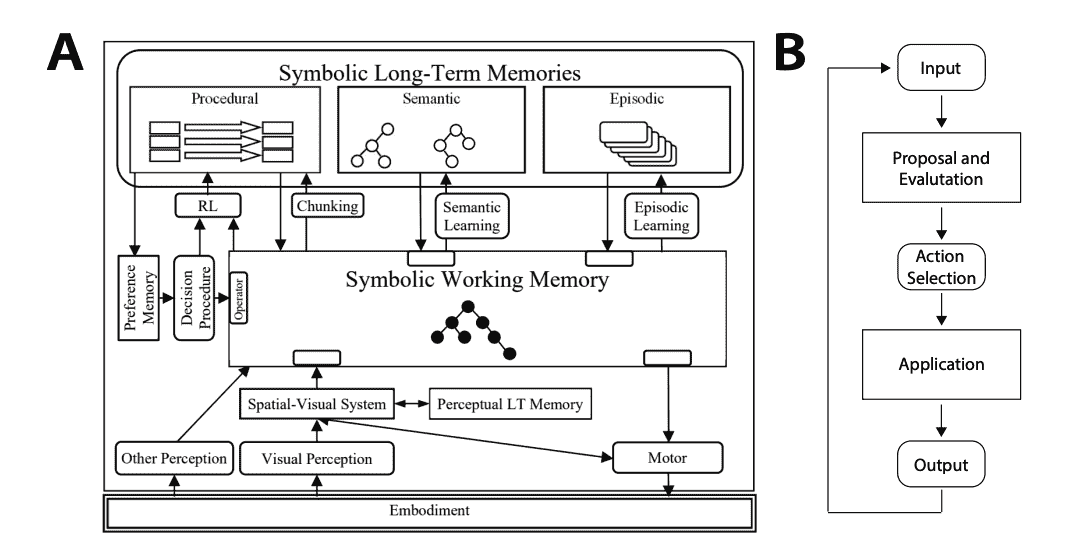 A
Symbolic Long-Term Memories
Procedural
Semantic
Episodic
RL
Chunking
Semantic
Learning
Episodic
Learning
Preference
Memory
Decision
Procedure
Operator
Symbolic Working Memory
Spatial-Visual System
Perceptual LT Memory
Other Perception
Visual Perception
Motor
Embodiment
B
Input
Proposal and
Evalutation
Action
Selection
Application
Output